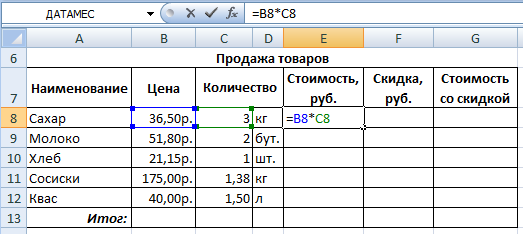 ДАТАМЕС =B8*C8
A B C D E F G
6 Продажа товаров
7 Наименование Цена Количество Стоимость, руб. Скидка, руб. Стоимость со скидкой
8 Сахар 36,50р. 3 кг =B8*C8
9 Молоко 51,80р. 2 бут.
10 Хлеб 21,15р. 1 шт.
11 Сосиски 175,00р. 1,38 кг
12 Квас 40,00р. 1,50 л
13 Итог: